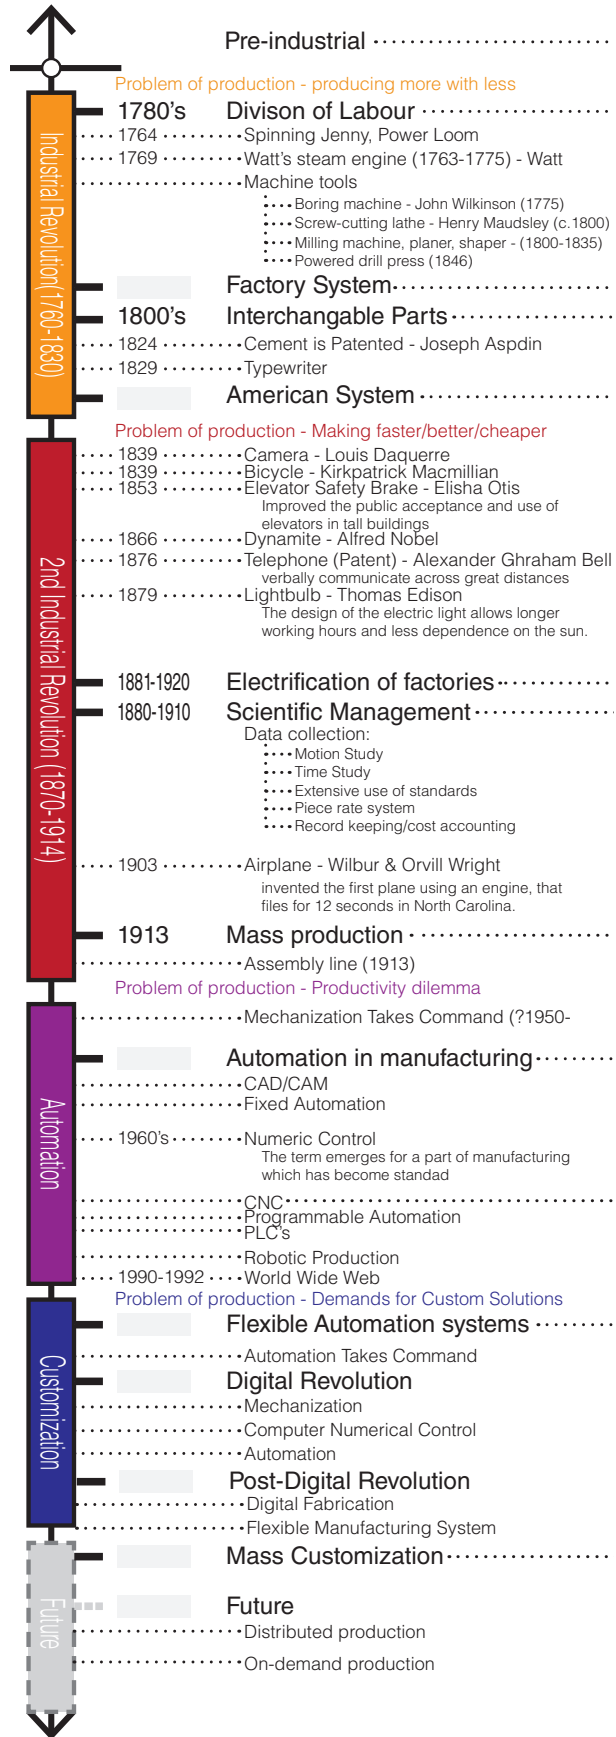 Pre-industrial
Problem of production - producing more with less
Industrial Revolution(1760-1830)
1780's Divison of Labour
1764 Spinning Jenny, Power Loom
1769 Watt's steam engine (1763-1775) - Watt
Machine tools
Boring machine - John Wilkinson (1775)
Screw-cutting lathe - Henry Maudsley (c.1800)
Milling machine, planer, shaper - (1800-1835)
Powered drill press (1846)
Factory System
1800's Interchangable Parts
1824 Cement is Patented - Joseph Aspdin
1829 Typewriter
American System
Problem of production - Making faster/better/cheaper
2nd Industrial Revolution (1870-1914)
1839 Camera - Louis Daquerre
1839 Bicycle - Kirkpatrick Macmillian
1853 Elevator Safety Brake - Elisha Otis
Improved the public acceptance and use of
elevators in tall buildings
1866 Dynamite - Alfred Nobel
1876 Telephone (Patent) - Alexander Ghraham Bell
verbally communicate across great distances
1879 Lightbulb - Thomas Edison
The design of the electric light allows longer
working hours and less dependence on the sun.
1881-1920 Electrification of factories
1880-1910 Scientific Management
Data collection:
Motion Study
Time Study
Extensive use of standards
Piece rate system
Record keeping/cost accounting
1903 Airplane - Wilbur & Orvill Wright
invented the first plane using an engine, that
files for 12 seconds in North Carolina.
1913 Mass production
Assembly line (1913)
Problem of production - Productivity dilemma
Automation
Mechanization Takes Command (?1950-
Automation in manufacturing
CAD/CAM
Fixed Automation
1960's Numeric Control
The term emerges for a part of manufacturing
which has become standad
CNC
Programmable Automation
PLC's
Robotic Production
1990-1992 World Wide Web
Problem of production - Demands for Custom Solutions
Customization
Flexible Automation systems
Automation Takes Command
Digital Revolution
Mechanization
Computer Numerical Control
Automation
Post-Digital Revolution
Digital Fabrication
Flexible Manufacturing System
Mass Customization
Future
Future
Distributed production
On-demand production